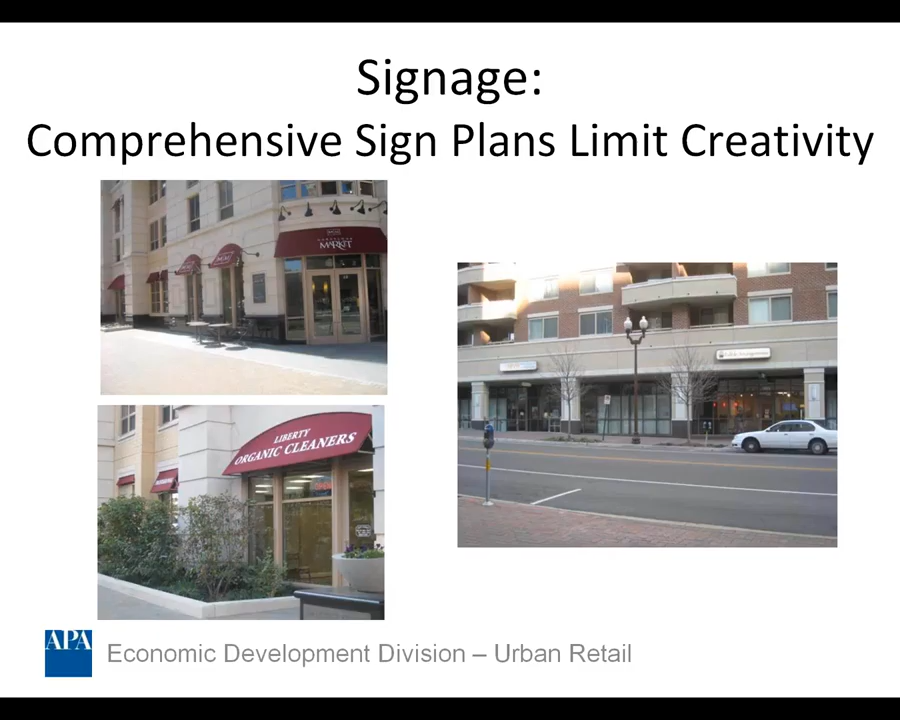 Signage:
Comprehensive Sign Plans Limit Creativity
MARKET
LIBERTY
ORGANIC CLEANERS
APA
Economic Development Division – Urban Retail